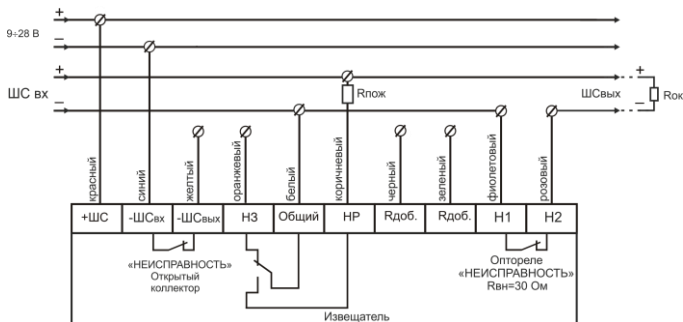 +
9÷28 В
–
+
+
ШС вх
Rпож
ШСвых
Rок
–
–
красный
синий
желтый
оранжевый
белый
коричневый
черный
зеленый
фиолетовый
розовый
+ШС
-ШСвх
-ШСвых
НЗ
Общий
НР
Rдоб.
Rдоб.
Н1
Н2
«НЕИСПРАВНОСТЬ»
Открытый
коллектор
Оптореле
«НЕИСПРАВНОСТЬ»
Rвн=30 Ом
Извещатель